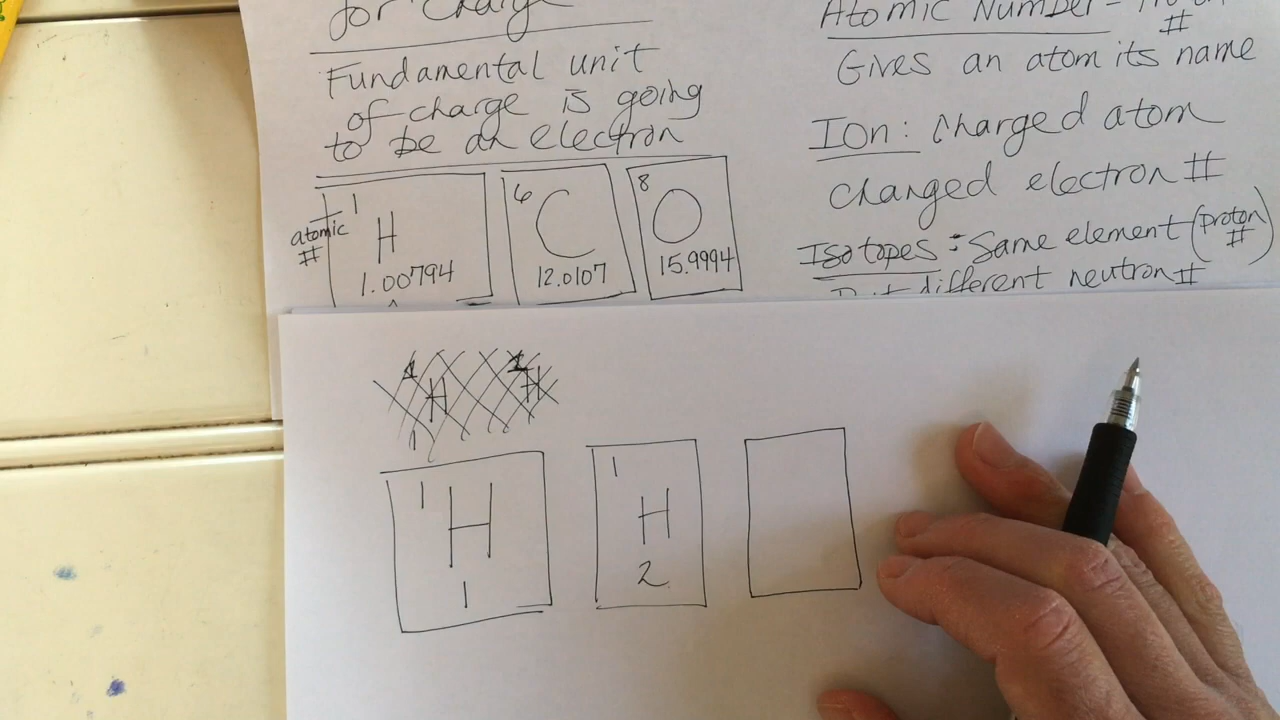 for charge
Fundamental unit
of charge is going
to be an electron
atomic
#
1
H
1.00794
6
C
12.0107
8
O
15.9994
Atomic Number =
#
Gives an atom its name
Ion: Charged atom
changed electron #
Isotopes: Same element (proton #)
different neutron #
1
H
1
1
H
2